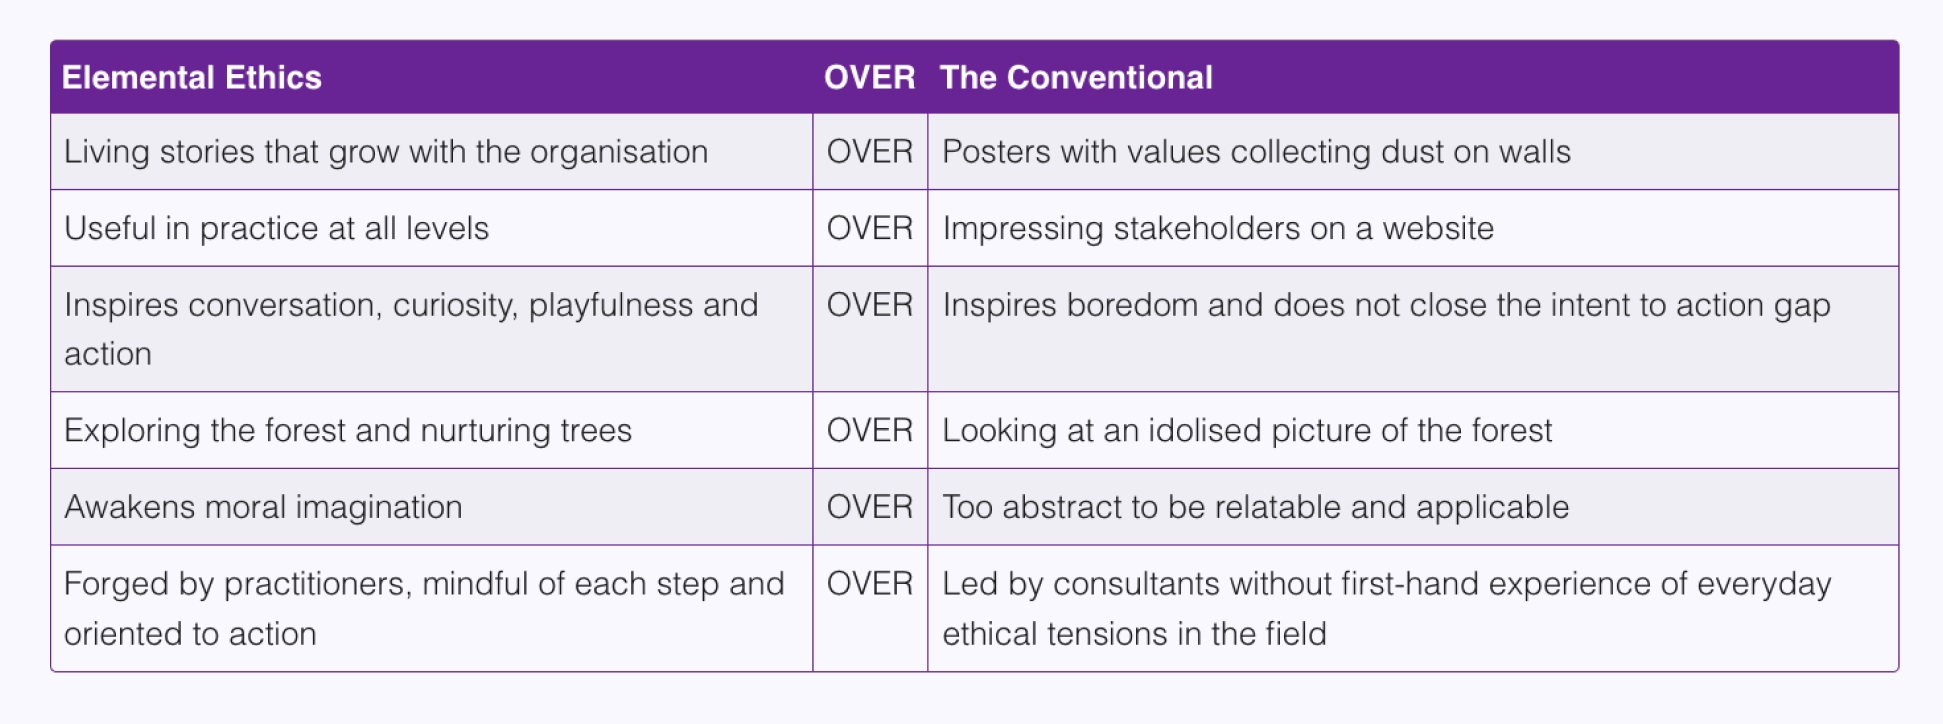 Elemental Ethics OVER The Conventional
Living stories that grow with the organisation OVER Posters with values collecting dust on walls
Useful in practice at all levels OVER Impressing stakeholders on a website
Inspires conversation, curiosity, playfulness and OVER Inspires boredom and does not close the intent to action gap
action
Exploring the forest and nurturing trees OVER Looking at an idolised picture of the forest
Awakens moral imagination OVER Too abstract to be relatable and applicable
Forged by practitioners, mindful of each step and OVER Led by consultants without first-hand experience of everyday
oriented to action ethical tensions in the field